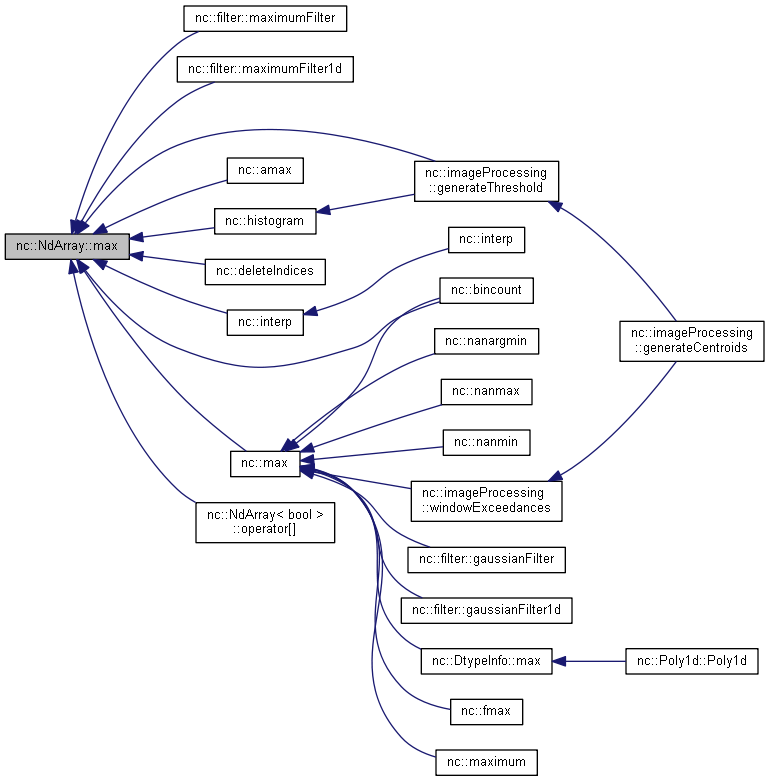 nc::filter::maximumFilter
nc::filter::maximumFilter1d
nc::imageProcessing
::generateThreshold
nc::amax
nc::histogram
nc::NdArray::max
nc::interp
nc::deleteIndices
nc::bincount
nc::interp
nc::imageProcessing
::generateCentroids
nc::nanargmin
nc::nanmax
nc::nanmin
nc::max
nc::imageProcessing
::windowExceedances
nc::NdArray< bool >
::operator[]
nc::filter::gaussianFilter
nc::filter::gaussianFilter1d
nc::DtypeInfo::max
nc::Poly1d::Poly1d
nc::fmax
nc::maximum